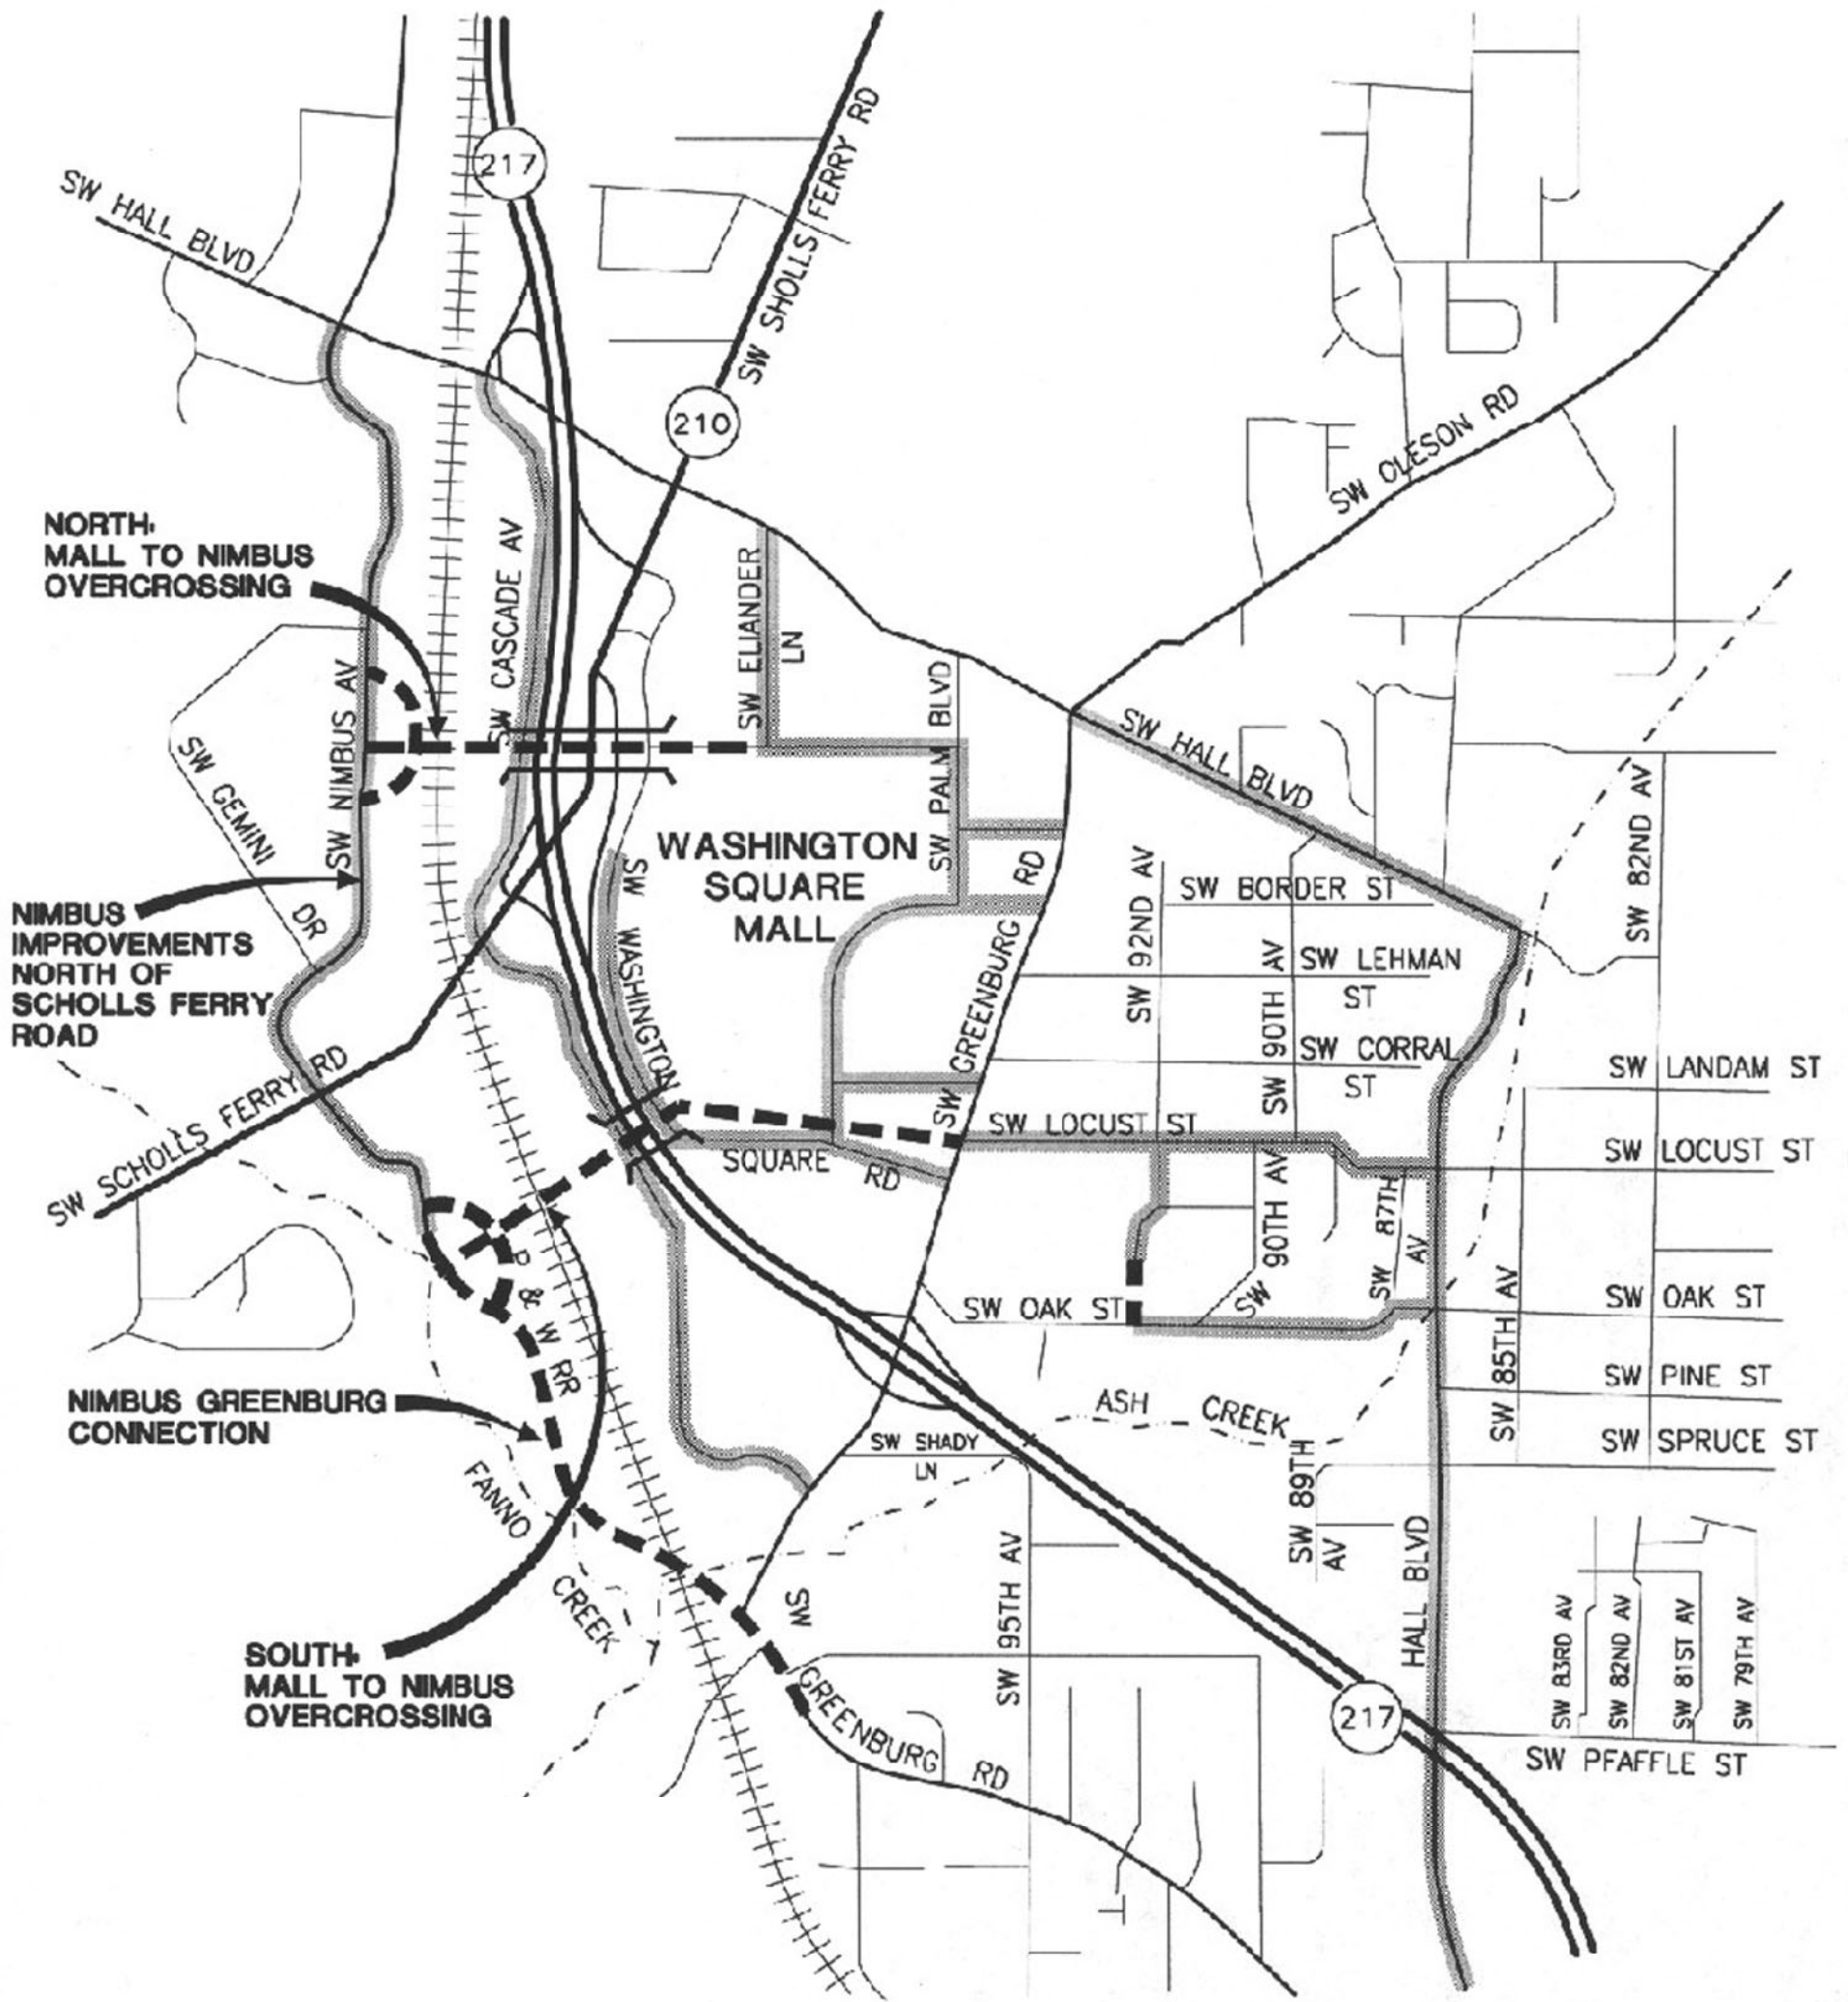 217
SW HALL BLVD
SW SHOLLS FERRY RD
210
SW OLESON RD
NORTH:
MALL TO NIMBUS
OVERCROSSING
SW CASCADE AV
SW ELIANDER
LN
SW NIMBUS AV
SW PALM BLVD
SW HALL BLVD
SW GEMINI
DR
SW 82ND AV
WASHINGTON
SQUARE
MALL
SW WASHINGTON
SQUARE
RD
SW GREENBURG
RD
SW 92ND AV
SW BORDER ST
NIMBUS
IMPROVEMENTS
NORTH OF
SCHOLLS FERRY
ROAD
SW 90TH AV
SW LEHMAN
ST
SW CORRAL
ST
SW LANDAM ST
SW SCHOLLS FERRY RD
SW LOCUST ST
SW LOCUST ST
SW 90TH AV
SW 87TH
AV
P & W RR
SW OAK ST
SW OAK ST
SW 85TH AV
SW PINE ST
NIMBUS GREENBURG
CONNECTION
ASH CREEK
SW SHADY
LN
SW SPRUCE ST
FANNO
CREEK
SW 89TH
AV
HALL BLVD
SW 95TH AV
SW
GREENBURG
RD
SOUTH:
MALL TO NIMBUS
OVERCROSSING
SW 83RD AV
SW 82ND AV
SW 81ST AV
SW 79TH AV
217
SW PFAFFLE ST